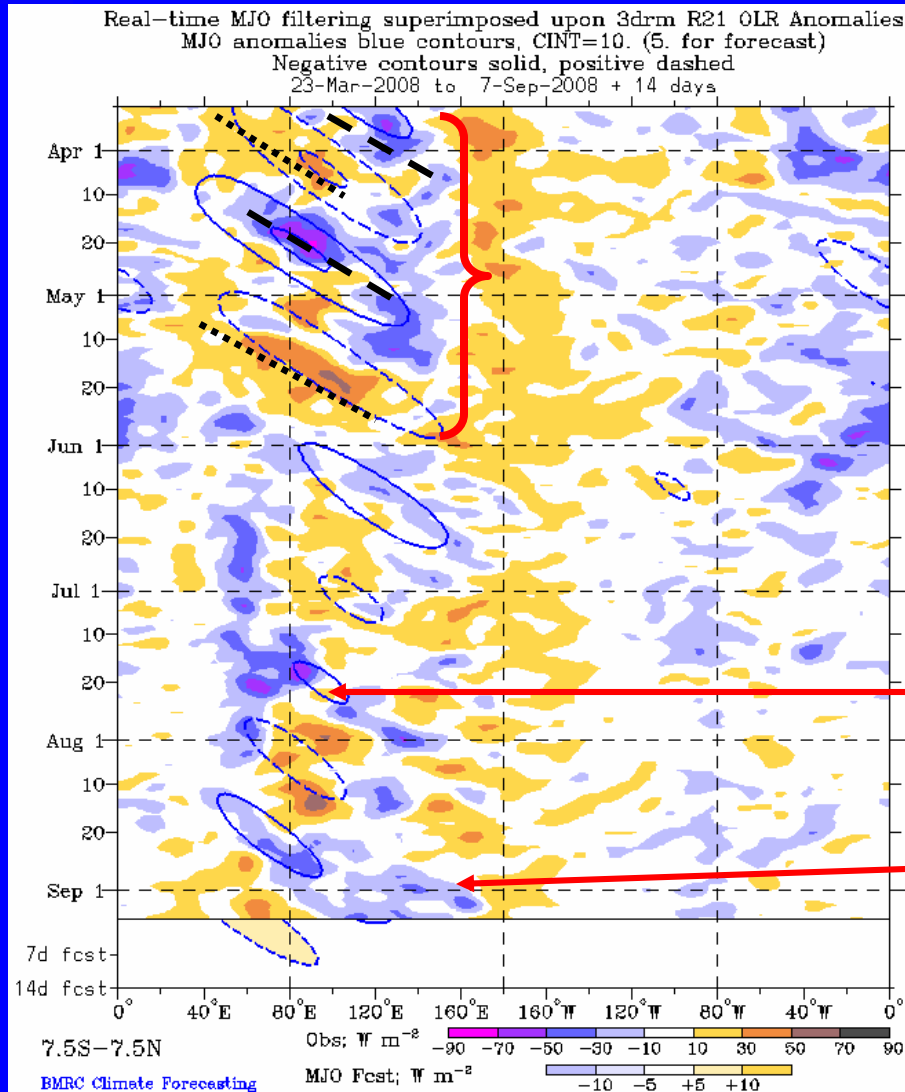 Real-time MJO filtering superimposed upon 3drm R21 OLR Anomalies
MJO anomalies blue contours, CINT=10. (5. for forecast)
Negative contours solid, positive dashed
23-Mar-2008 to 7-Sep-2008 + 14 days
Apr 1
10
20
May 1
10
20
Jun 1
10
20
Jul 1
10
20
Aug 1
10
20
Sep 1
7d fcst
14d fcst
0° 40°E 80°E 120°E 160°E 160°W 120°W 80°W 40°W 0°
7.5S-7.5N
Obs; W m⁻²
-90 -70 -50 -30 -10 10 30 50 70 90
BMRC Climate Forecasting
MJO Fcst; W m⁻²
-10 -5 +5 +10